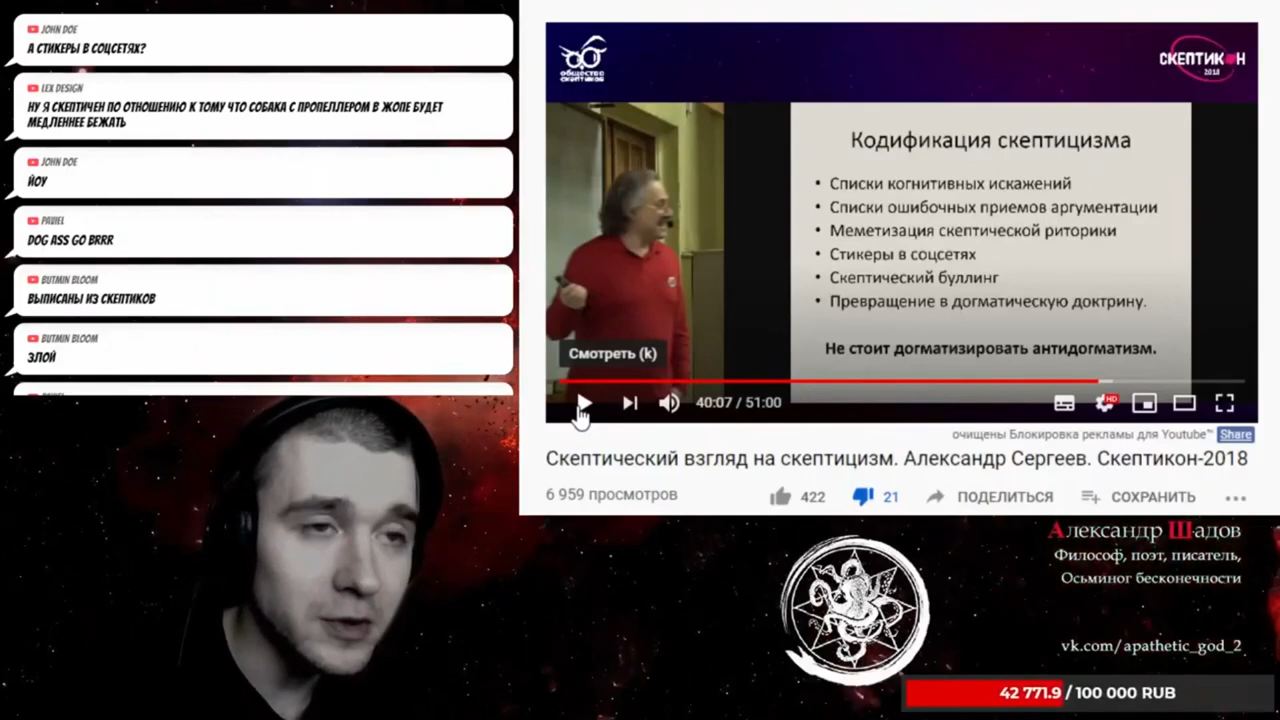 JOHN DOE
А СТИКЕРЫ В СОЦСЕТЯХ?
LEX DESIGN
НУ Я СКЕПТИЧЕН ПО ОТНОШЕНИЮ К ТОМУ ЧТО СОБАКА С ПРОПЕЛЛЕРОМ В ЖОПЕ БУДЕТ
МЕДЛЕННЕЕ БЕЖАТЬ
JOHN DOE
ЙОУ
PAVIEL
DOG ASS GO BRRR
BUTMIN BLOOM
ВЫПИСАНЫ ИЗ СКЕПТИКОВ
BUTMIN BLOOM
ЗЛОЙ
общество
скептиков
СКЕПТИКОН
2018
Кодификация скептицизма
• Списки когнитивных искажений
• Списки ошибочных приемов аргументации
• Меметизация скептической риторики
• Стикеры в соцсетях
• Скептический буллинг
• Превращение в догматическую доктрину.
Не стоит догматизировать антидогматизм.
Смотреть (k)
40:07 / 51:00
HD
очищены Блокировка рекламы для Youtube™ Share
Скептический взгляд на скептицизм. Александр Сергеев. Скептикон-2018
6 959 просмотров
422
21
ПОДЕЛИТЬСЯ
СОХРАНИТЬ
Александр Шадов
Философ, поэт, писатель,
Осьминог бесконечности
vk.com/apathetic_god_2
42 771.9 / 100 000 RUB